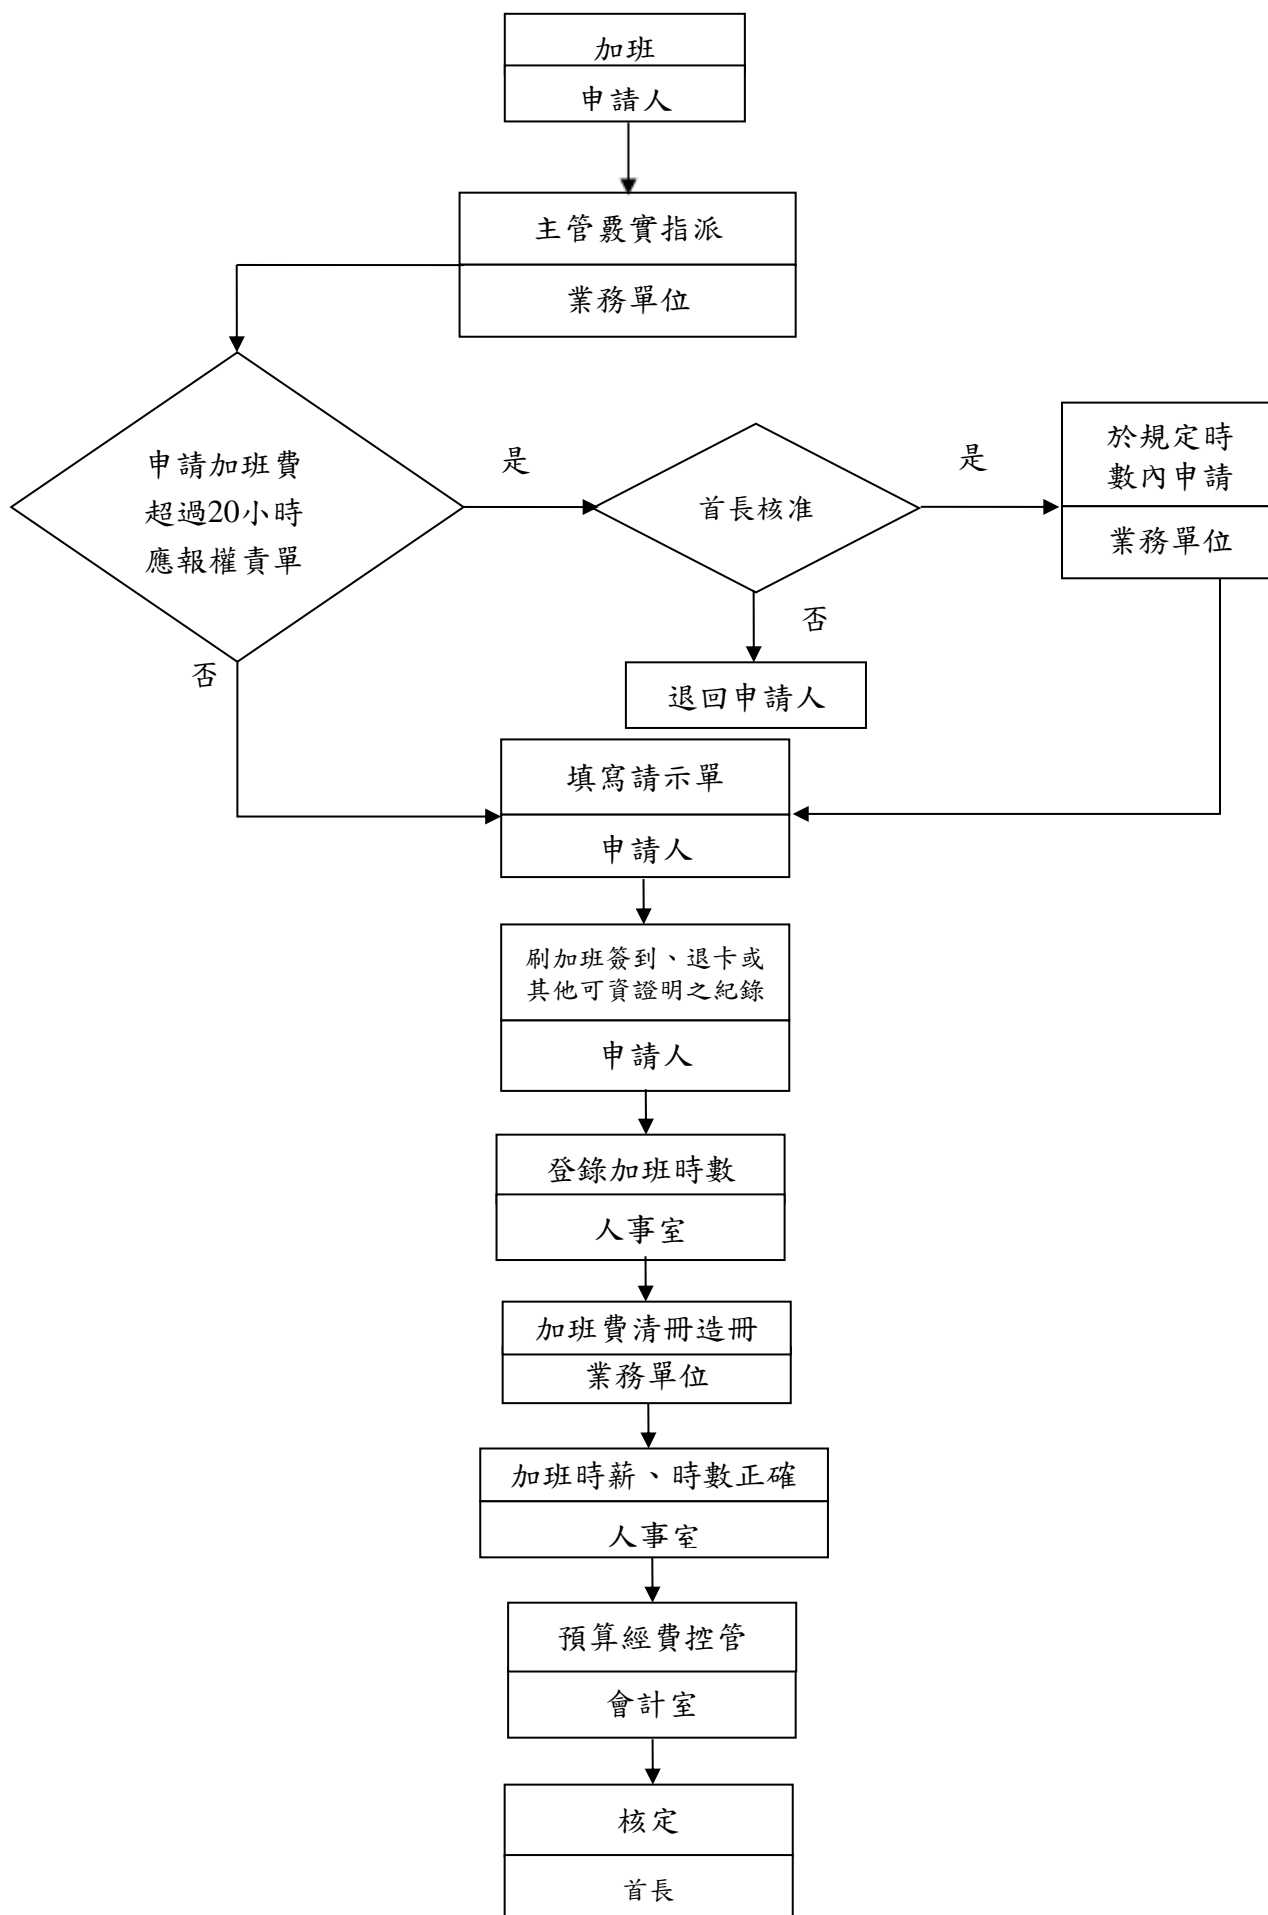 加班
申請人
主管覈實指派
業務單位
申請加班費
超過20小時
應報權責單
是
首長核准
是
於規定時
數內申請
業務單位
否
退回申請人
否
填寫請示單
申請人
刷加班簽到、退卡或
其他可資證明之紀錄
申請人
登錄加班時數
人事室
加班費清冊造冊
業務單位
加班時薪、時數正確
人事室
預算經費控管
會計室
核定
首長